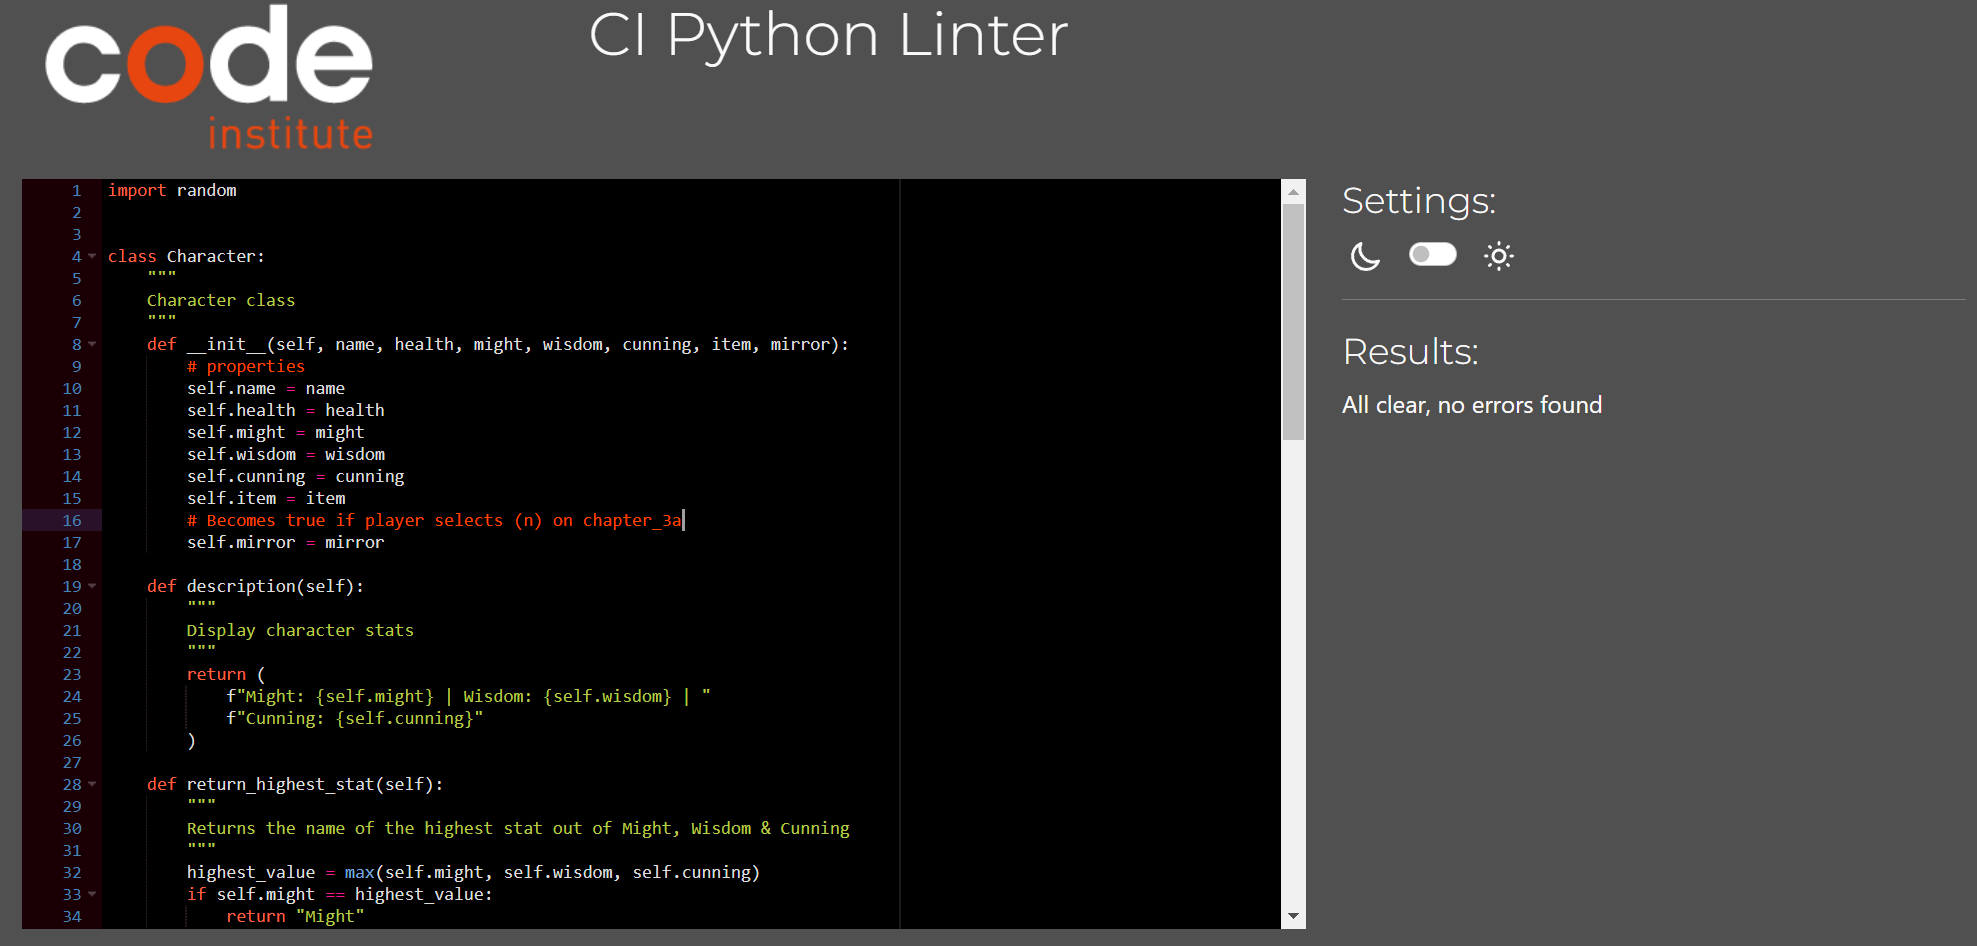 code
institute
CI Python Linter
1 import random
2
3
4 class Character:
5     """
6     Character class
7     """
8     def __init__(self, name, health, might, wisdom, cunning, item, mirror):
9         # properties
10         self.name = name
11         self.health = health
12         self.might = might
13         self.wisdom = wisdom
14         self.cunning = cunning
15         self.item = item
16         # Becomes true if player selects (n) on chapter_3a
17         self.mirror = mirror
18
19     def description(self):
20         """
21         Display character stats
22         """
23         return (
24             f"Might: {self.might} | Wisdom: {self.wisdom} | "
25             f"Cunning: {self.cunning}"
26         )
27
28     def return_highest_stat(self):
29         """
30         Returns the name of the highest stat out of Might, Wisdom & Cunning
31         """
32         highest_value = max(self.might, self.wisdom, self.cunning)
33         if self.might == highest_value:
34             return "Might"
Settings:
Results:
All clear, no errors found